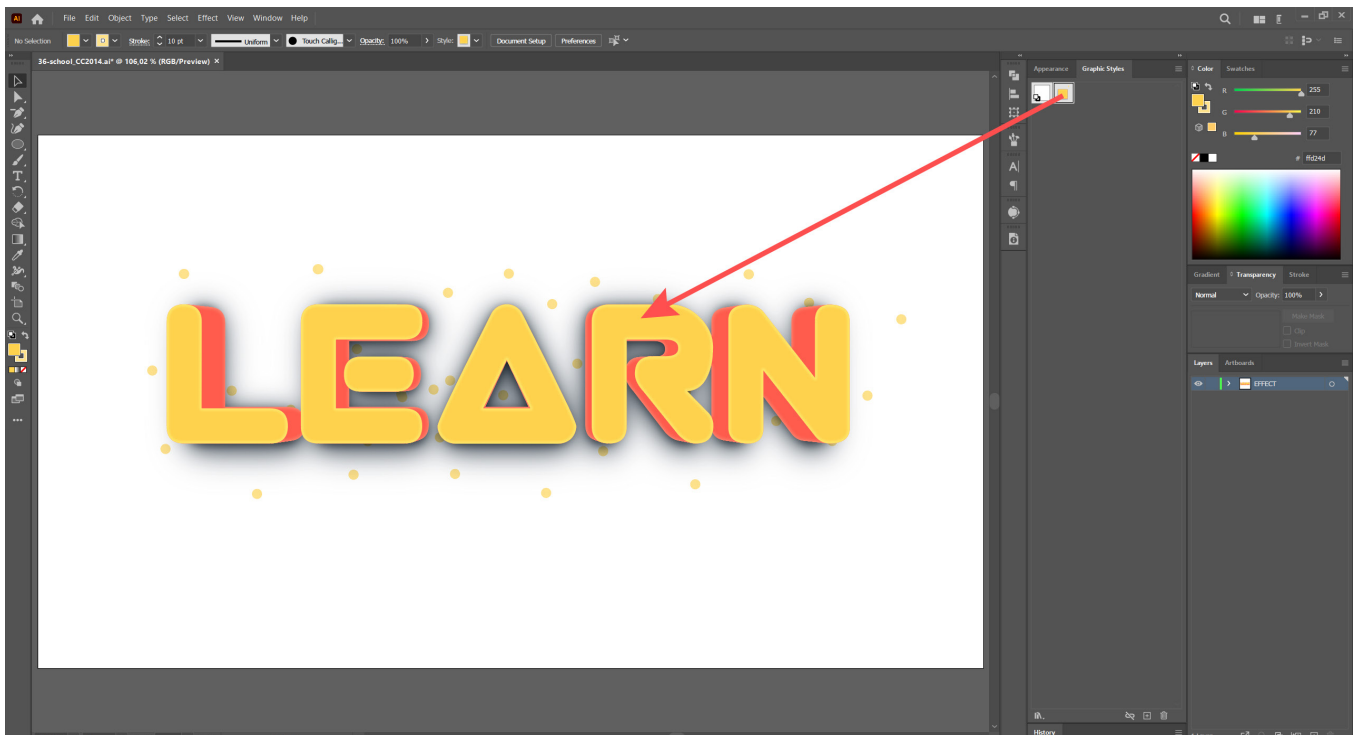 Ai File Edit Object Type Select Effect View Window Help
No Selection Stroke: 10 pt Uniform Touch Callig... Opacity: 100% Style: Document Setup Preferences
36-school_CC2014.ai* @ 106,02 % (RGB/Preview) ×
Appearance Graphic Styles
Color Swatches
R 255
G 210
B 77
# ffd24d
LEARN
Gradient Transparency Stroke
Normal Opacity: 100%
Make Mask
Clip
Invert Mask
Layers Artboards
EFFECT
History